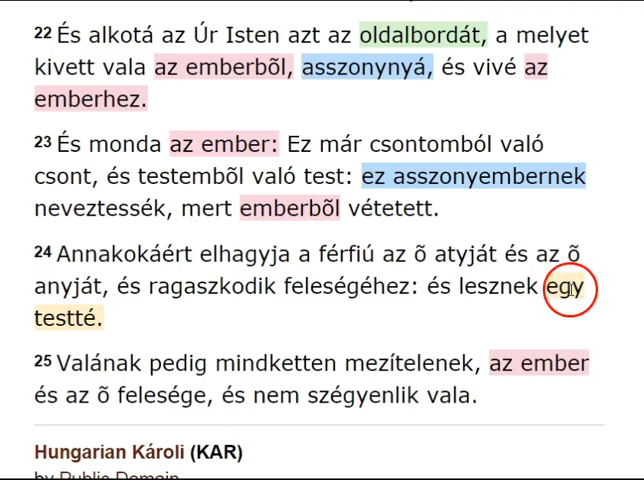 22 És alkotá az Úr Isten azt az oldalbordát, a melyet
kivett vala az emberbõl, asszonynyá, és vivé az
emberhez.
23 És monda az ember: Ez már csontomból való
csont, és testembõl való test: ez asszonyembernek
neveztessék, mert emberbõl vétetett.
24 Annakokáért elhagyja a férfiú az õ atyját és az õ
anyját, és ragaszkodik feleségéhez: és lesznek egy
testté.
25 Valának pedig mindketten mezítelenek, az ember
és az õ felesége, és nem szégyenlik vala.
Hungarian Károli (KAR)
by Public Domain